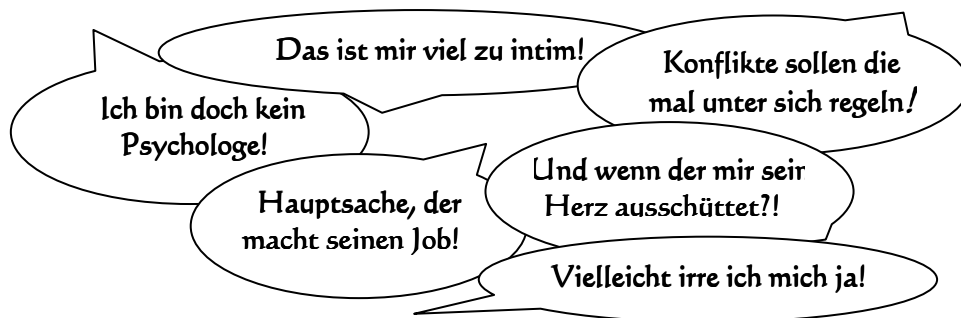 Das ist mir viel zu intim!
Konflikte sollen die
mal unter sich regeln!
Ich bin doch kein
Psychologe!
Und wenn der mir sein
Herz ausschüttet?!
Hauptsache, der
macht seinen Job!
Vielleicht irre ich mich ja!